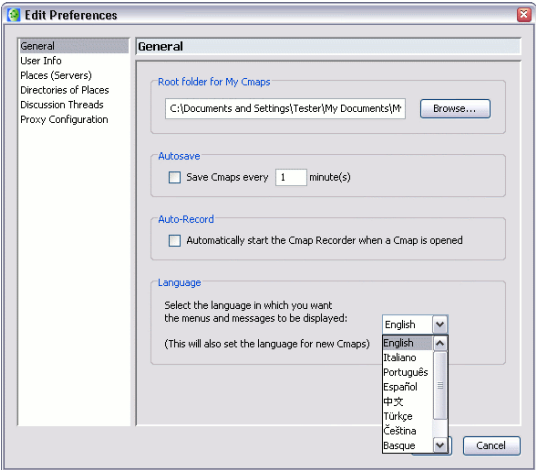 Edit Preferences
General
User Info
Places (Servers)
Directories of Places
Discussion Threads
Proxy Configuration
General
Root folder for My Cmaps
C:\Documents and Settings\Tester\My Documents\M
Browse...
Autosave
Save Cmaps every 1 minute(s)
Auto-Record
Automatically start the Cmap Recorder when a Cmap is opened
Language
Select the language in which you want
the menus and messages to be displayed:
English
(This will also set the language for new Cmaps)
English
Italiano
Português
Español
中文
Türkçe
Čeština
Basque
Cancel